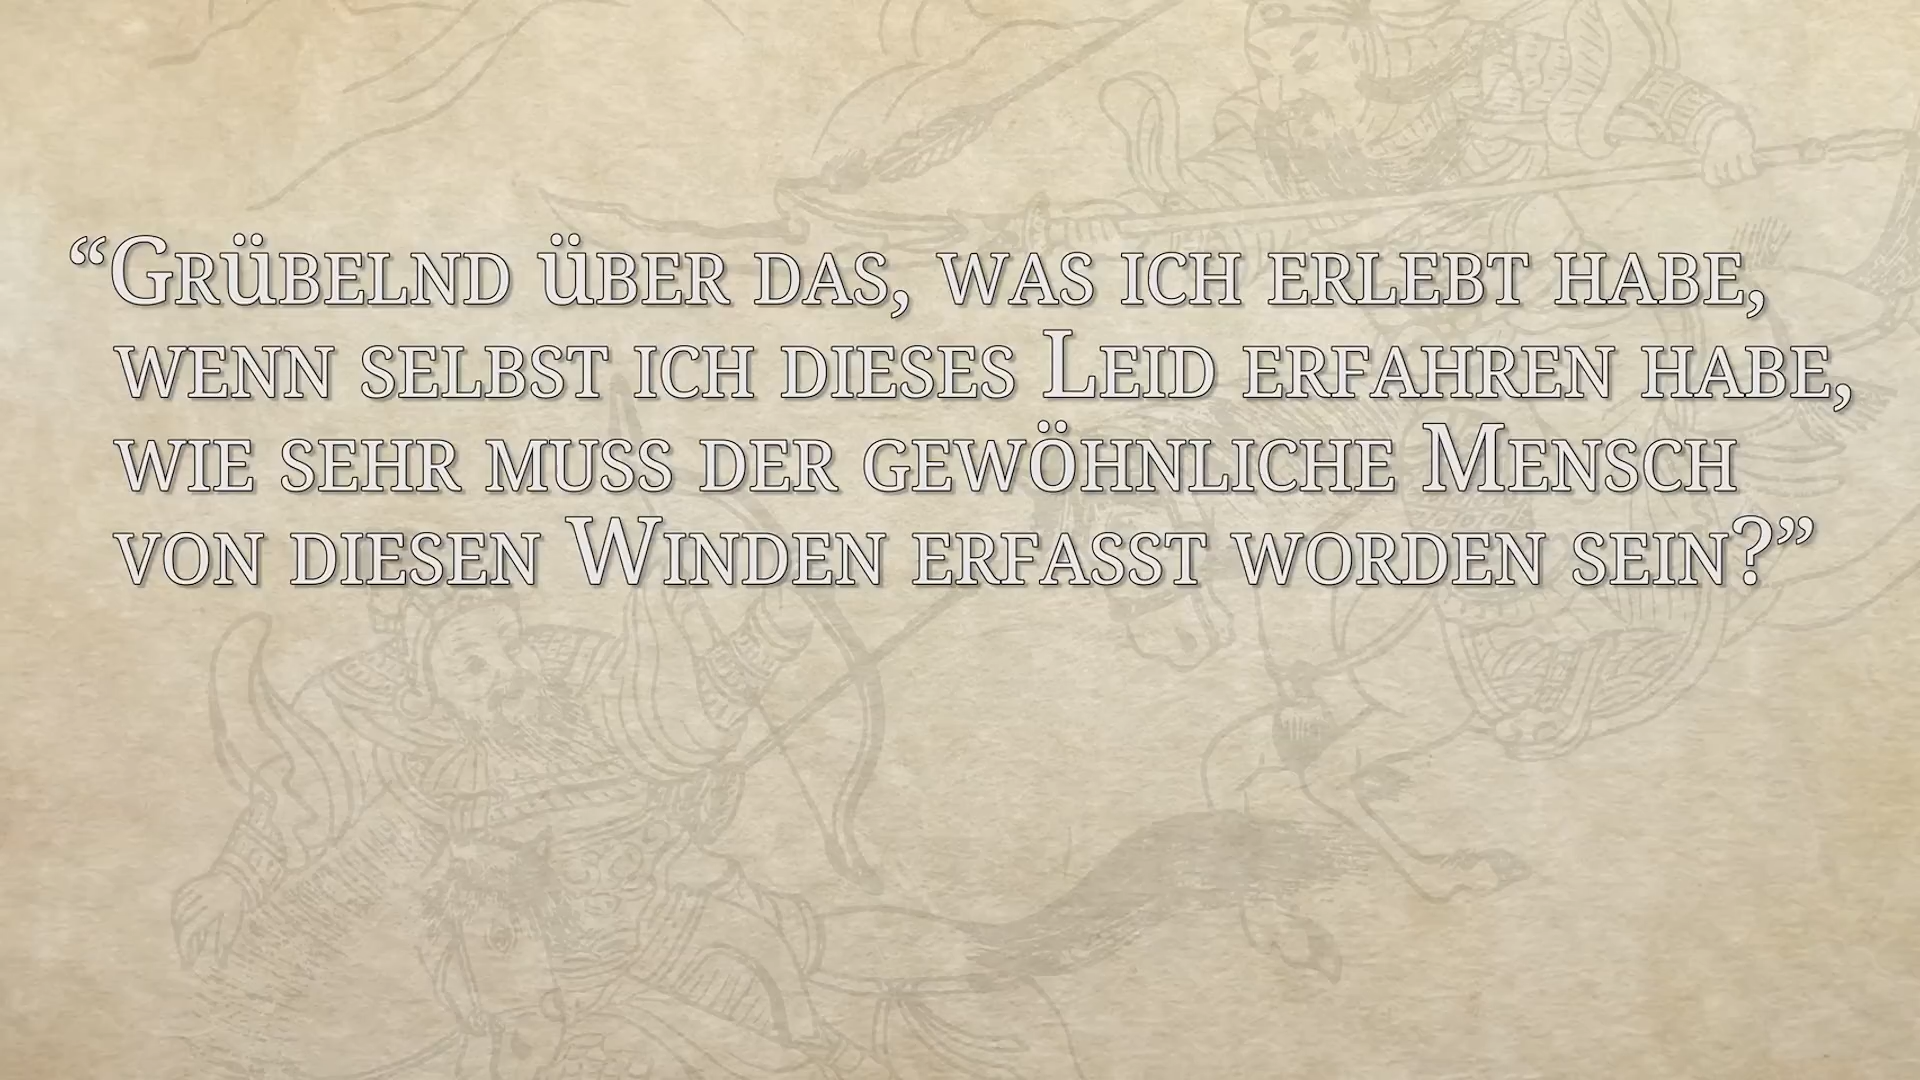 “Grübelnd über das, was ich erlebt habe,
wenn selbst ich dieses Leid erfahren habe,
wie sehr muss der gewöhnliche Mensch
von diesen Winden erfasst worden sein?”